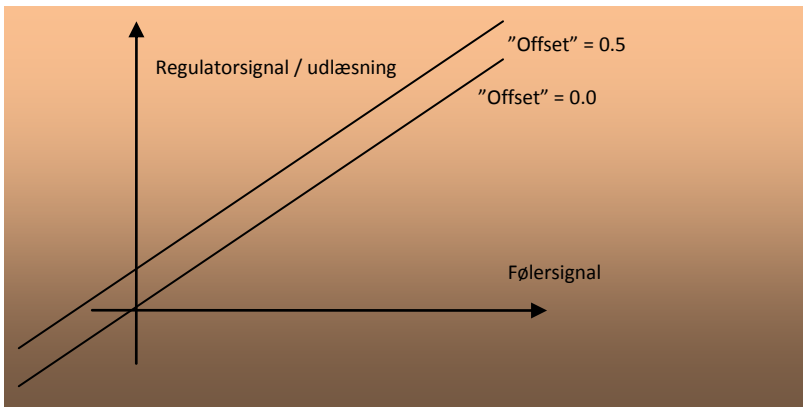 ”Offset” = 0.5
Regulatorsignal / udlæsning
”Offset” = 0.0
Følersignal